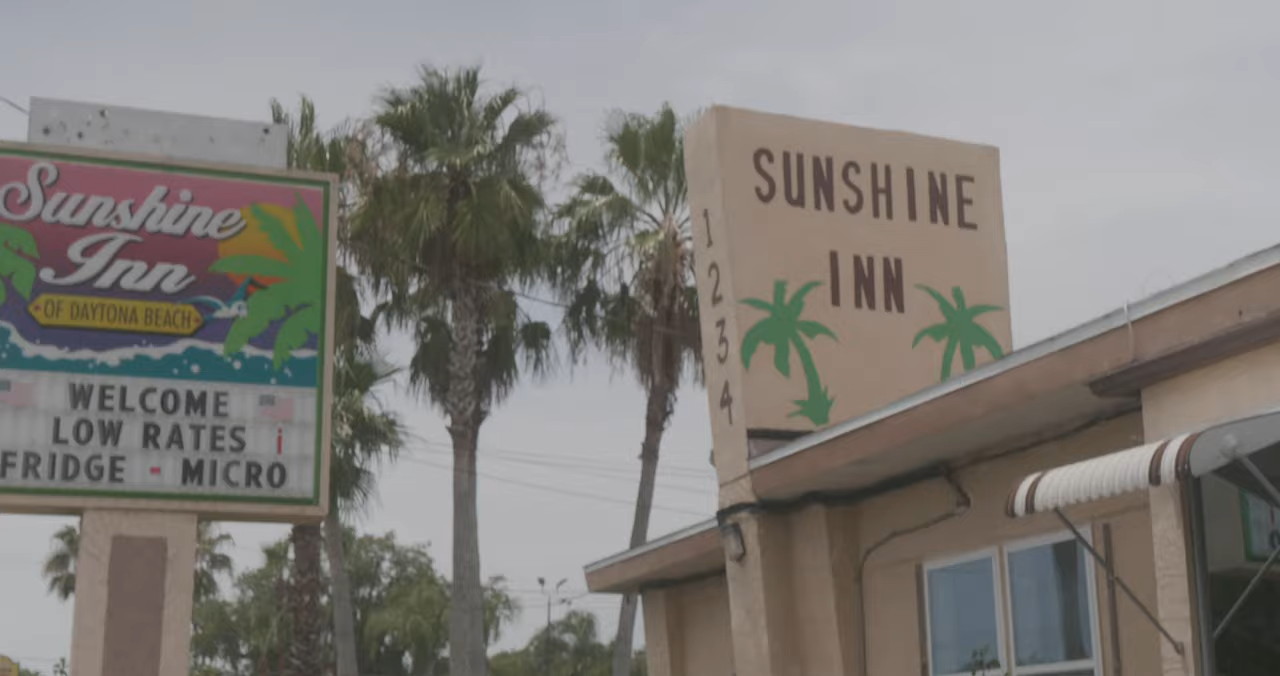 Sunshine
Inn
OF DAYTONA BEACH
WELCOME
LOW RATES
FRIDGE - MICRO
SUNSHINE
INN
1234